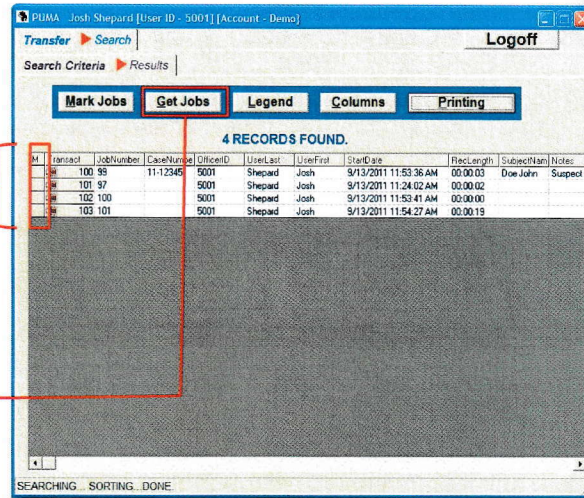 PUMA Josh Shepard [User ID - 5001] [Account - Demo]
Transfer Search
Logoff
Search Criteria Results
Mark Jobs Get Jobs Legend Columns Printing
4 RECORDS FOUND.
M Transact JobNumber CaseNumbe OfficerID UserLast UserFirst StartDate RecLength SubjectNam Notes
100 99 11-12345 5001 Shepard Josh 9/13/2011 11:53:36 AM 00:00:03 Doe John Suspect
101 97 5001 Shepard Josh 9/13/2011 11:24:02 AM 00:00:02
102 100 5001 Shepard Josh 9/13/2011 11:53:41 AM 00:00:00
103 101 5001 Shepard Josh 9/13/2011 11:54:27 AM 00:00:19
SEARCHING... SORTING...DONE.